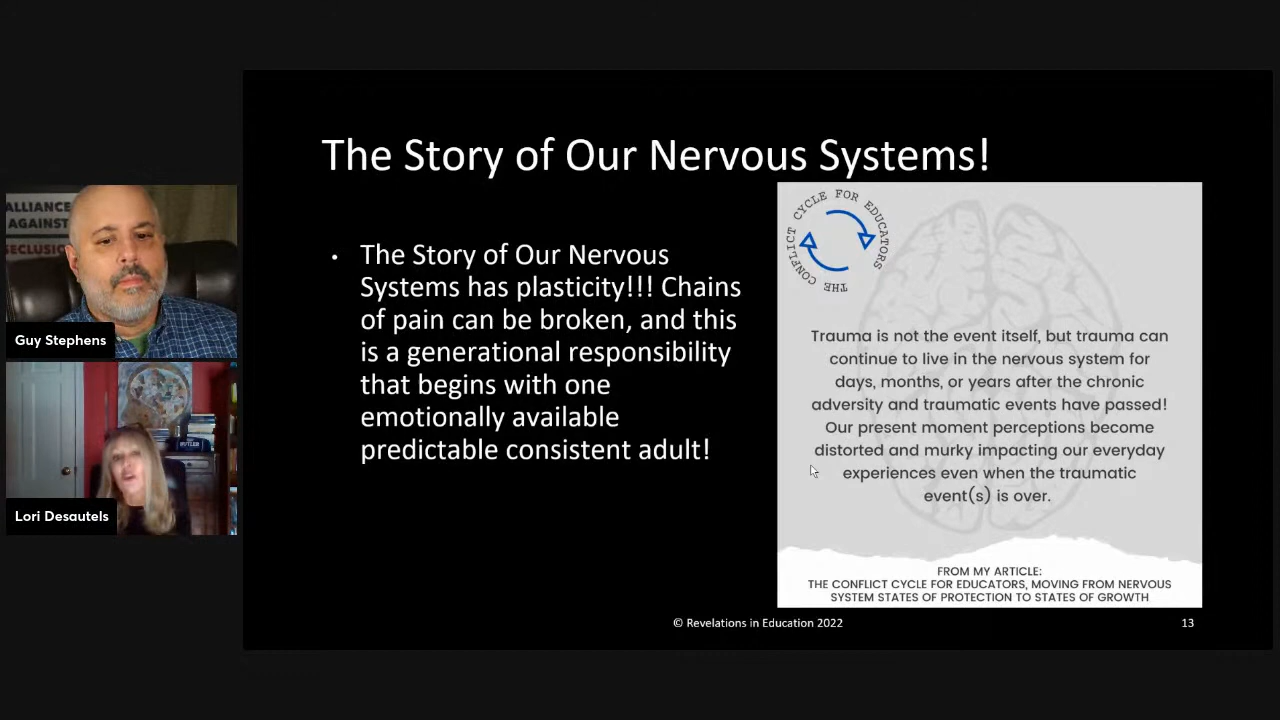 The Story of Our Nervous Systems!
• The Story of Our Nervous
Systems has plasticity!!! Chains
of pain can be broken, and this
is a generational responsibility
that begins with one
emotionally available
predictable consistent adult!
THE CONFLICT CYCLE FOR EDUCATORS
Trauma is not the event itself, but trauma can
continue to live in the nervous system for
days, months, or years after the chronic
adversity and traumatic events have passed!
Our present moment perceptions become
distorted and murky impacting our everyday
experiences even when the traumatic
event(s) is over.
FROM MY ARTICLE:
THE CONFLICT CYCLE FOR EDUCATORS, MOVING FROM NERVOUS
SYSTEM STATES OF PROTECTION TO STATES OF GROWTH
© Revelations in Education 2022
13
ALLIANCE
AGAINST
SECLUSIO
Guy Stephens
BUTLER
Lori Desautels